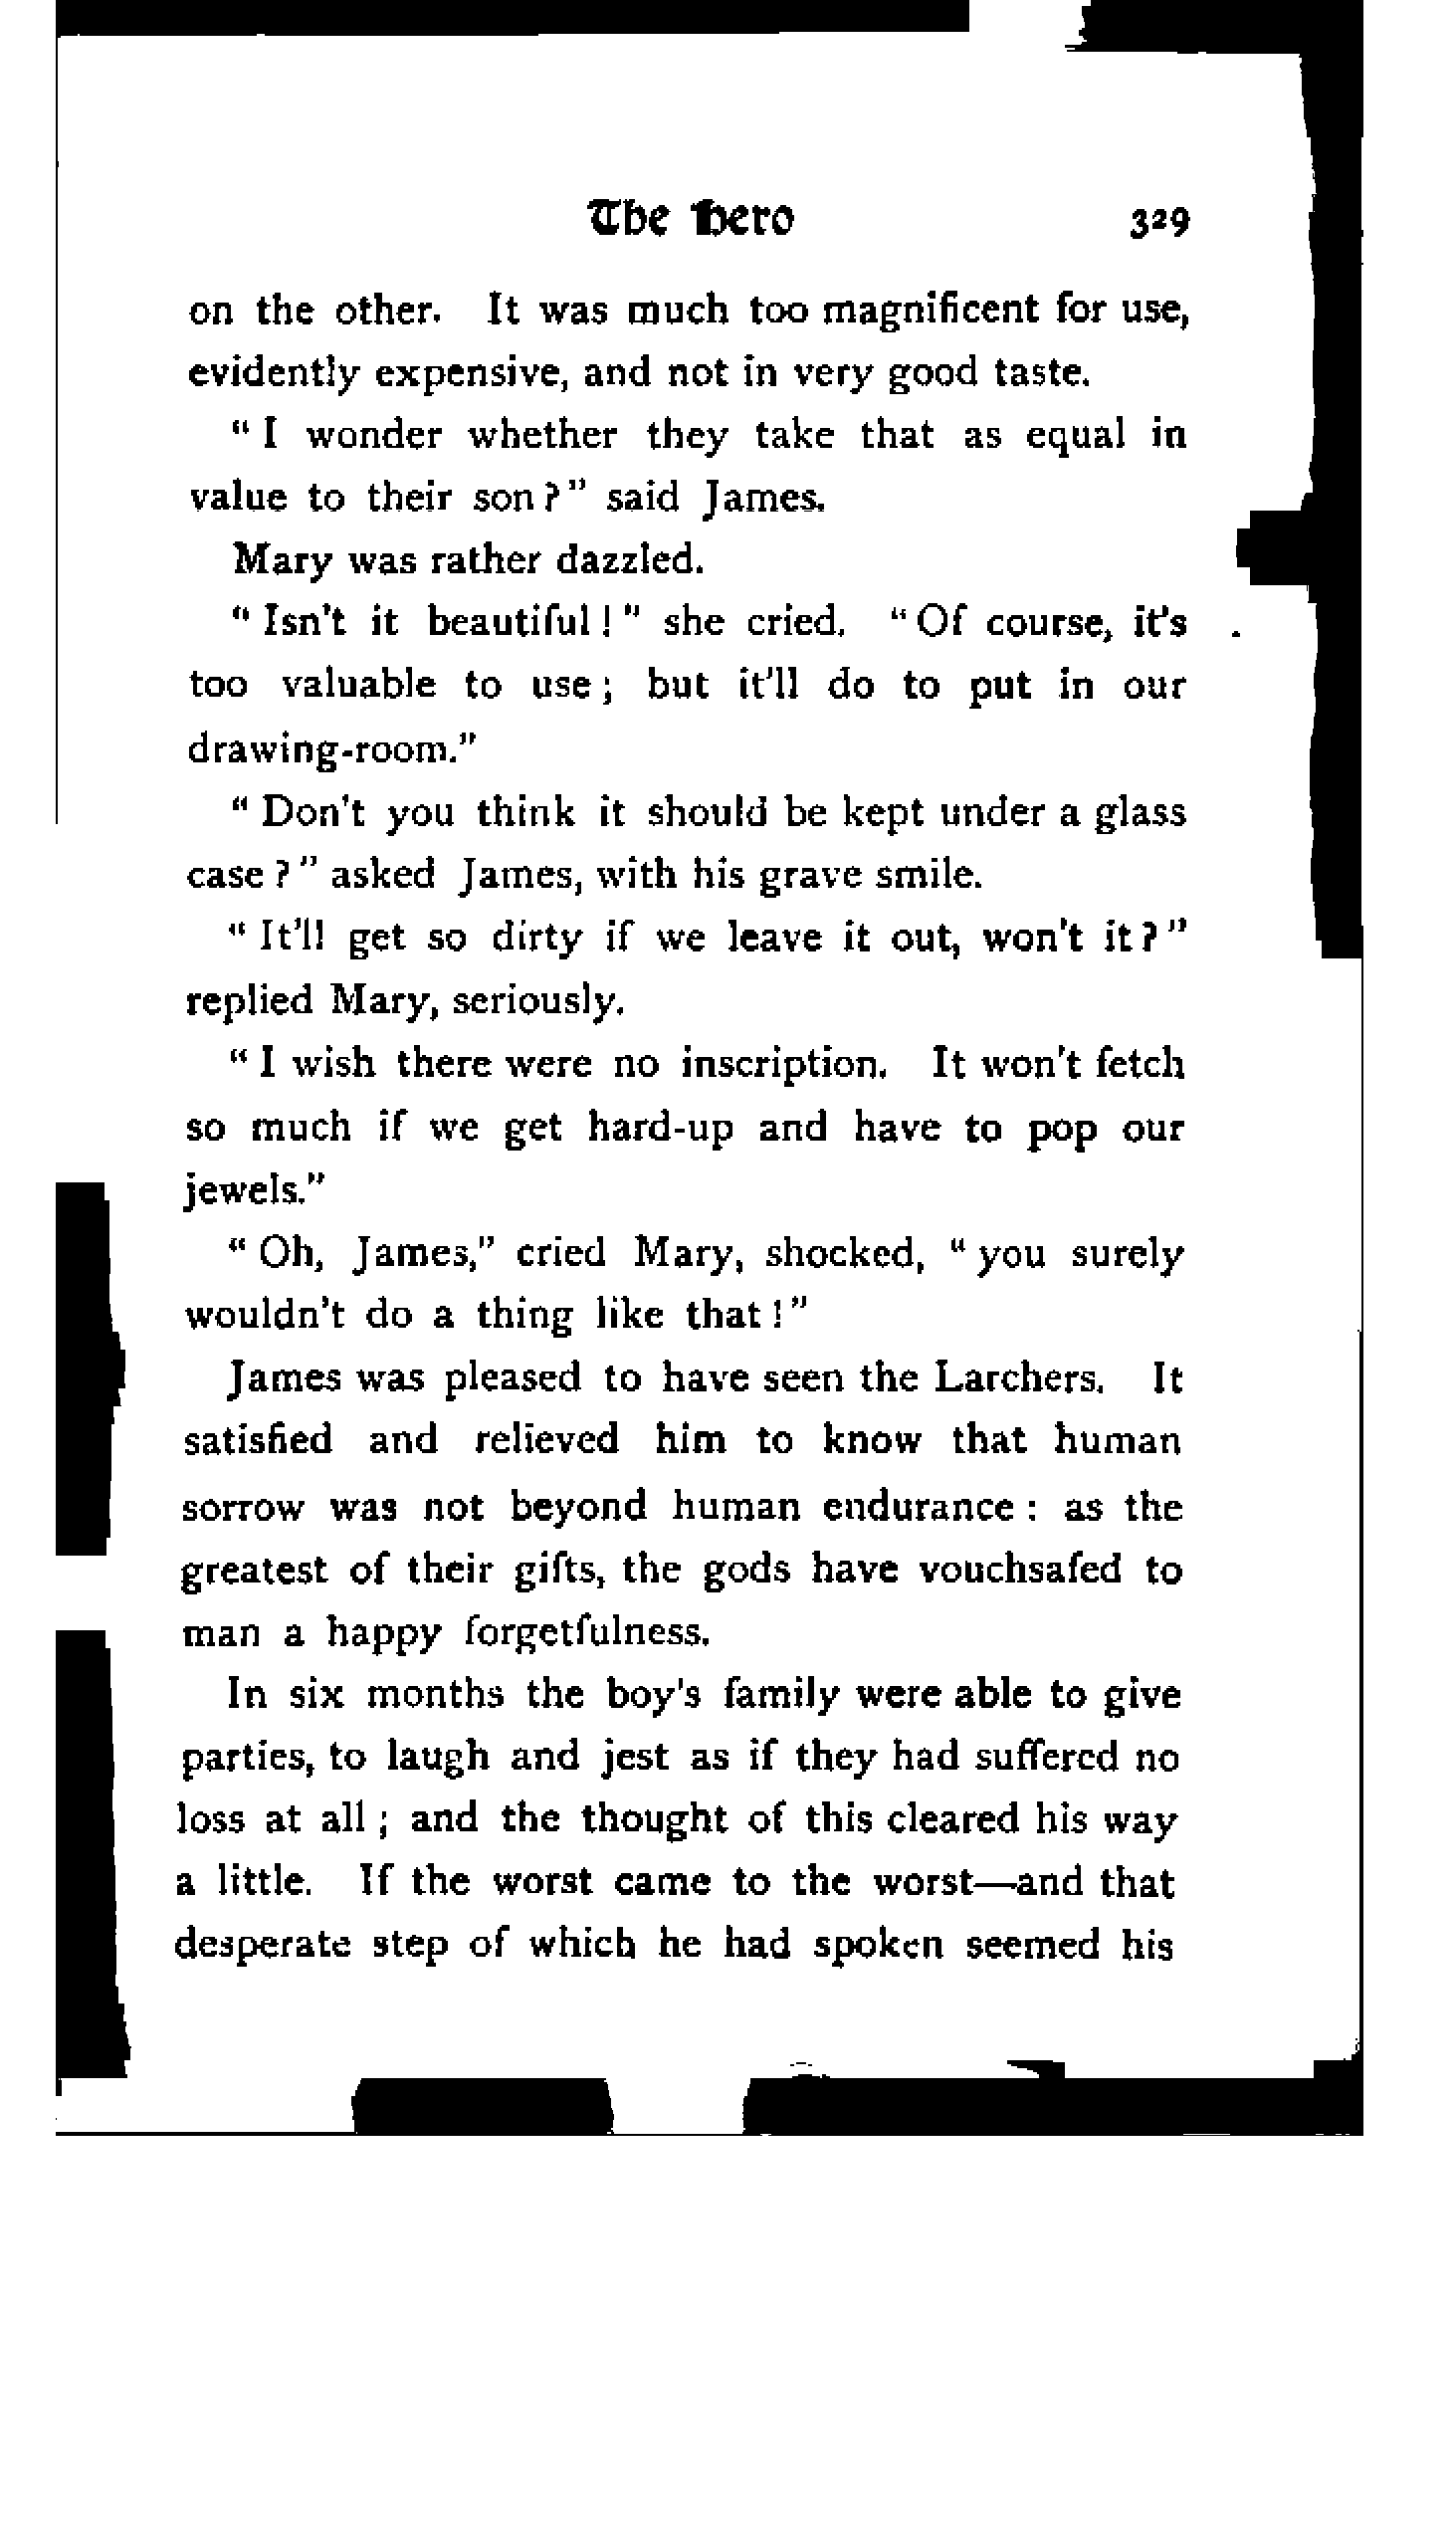 The Hero 329
on the other. It was much too magnificent for use,
evidently expensive, and not in very good taste.
" I wonder whether they take that as equal in
value to their son ? " said James.
Mary was rather dazzled.
" Isn't it beautiful ! " she cried. " Of course, it's
too valuable to use ; but it'll do to put in our
drawing-room."
" Don't you think it should be kept under a glass
case ? " asked James, with his grave smile.
" It'll get so dirty if we leave it out, won't it ? "
replied Mary, seriously.
" I wish there were no inscription. It won't fetch
so much if we get hard-up and have to pop our
jewels."
" Oh, James," cried Mary, shocked, " you surely
wouldn't do a thing like that ! "
James was pleased to have seen the Larchers. It
satisfied and relieved him to know that human
sorrow was not beyond human endurance : as the
greatest of their gifts, the gods have vouchsafed to
man a happy forgetfulness.
In six months the boy's family were able to give
parties, to laugh and jest as if they had suffered no
loss at all ; and the thought of this cleared his way
a little. If the worst came to the worst—and that
desperate step of which he had spoken seemed his